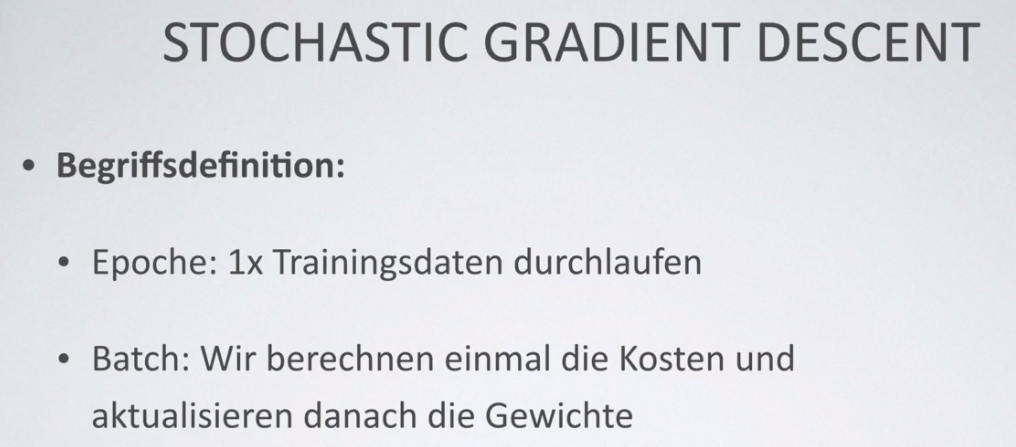 STOCHASTIC GRADIENT DESCENT
• Begriffsdefinition:
• Epoche: 1x Trainingsdaten durchlaufen
• Batch: Wir berechnen einmal die Kosten und
aktualisieren danach die Gewichte